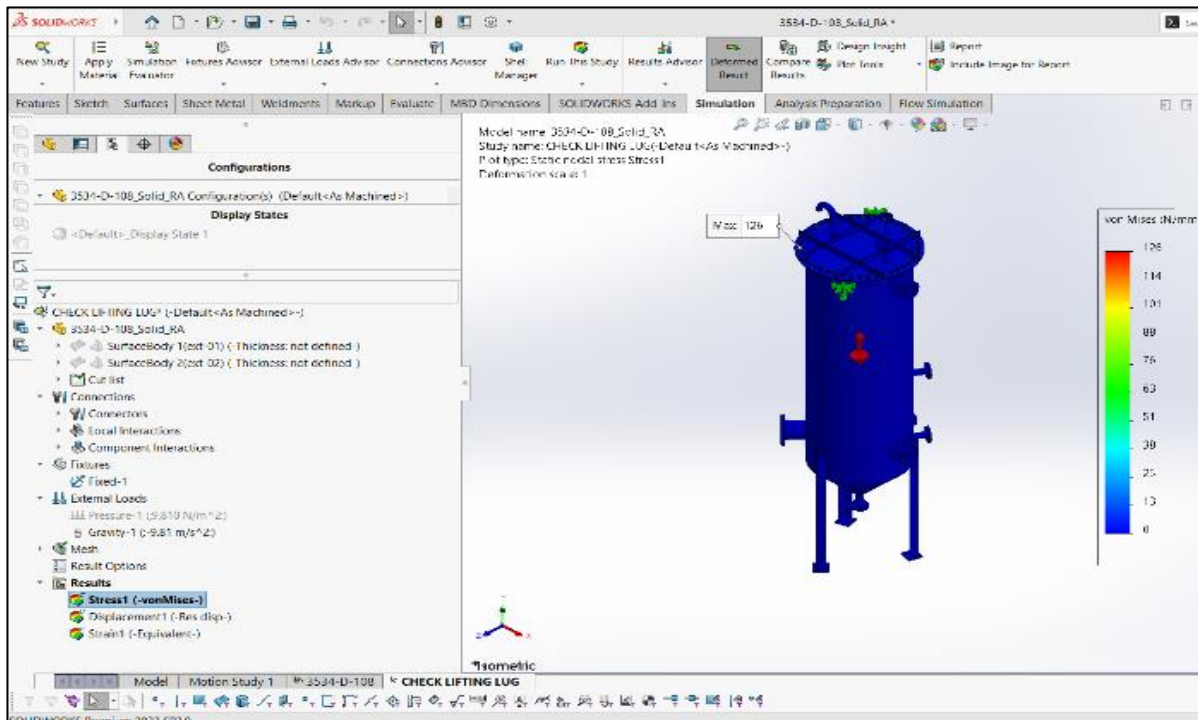 SOLIDWORKS
3534-D-108_Solid_RA *
New Study
Apply Material
Simulation Evaluator
Fixtures Advisor
External Loads Advisor
Connections Advisor
Shell Manager
Run This Study
Results Advisor
Deformed Result
Compare Results
Design Insight
Plot Tools
Report
Include Image for Report
Features Sketch Surfaces Sheet Metal Weldments Markup Evaluate MBD Dimensions SOLIDWORKS Add-Ins Simulation Analysis Preparation Flow Simulation
Configurations
3534-D-108_Solid_RA Configuration(s) (Default<As Machined>)
Display States
<Default>_Display State 1
CHECK LIFTING LUG* (-Default<As Machined>-)
3534-D-108_Solid_RA
SurfaceBody 1(ext-01) (-Thickness: not defined-)
SurfaceBody 2(ext-02) (-Thickness: not defined-)
Cut list
Connections
Connectors
Local Interactions
Component Interactions
Fixtures
Fixed-1
External Loads
Gravity-1 (:-9.81 m/s^2:)
Mesh
Result Options
Results
Stress1 (-vonMises-)
Displacement1 (-Res disp-)
Strain1 (-Equivalent-)
Model name: 3534-D-108_Solid_RA
Study name: CHECK LIFTING LUG(-Default<As Machined>-)
Plot type: Static nodal stress Stress1
Deformation scale: 1
Max: 126
von Mises (N/mm
126
114
101
88
76
63
51
38
25
13
0
*Isometric
Model Motion Study 1 3534-D-108 CHECK LIFTING LUG